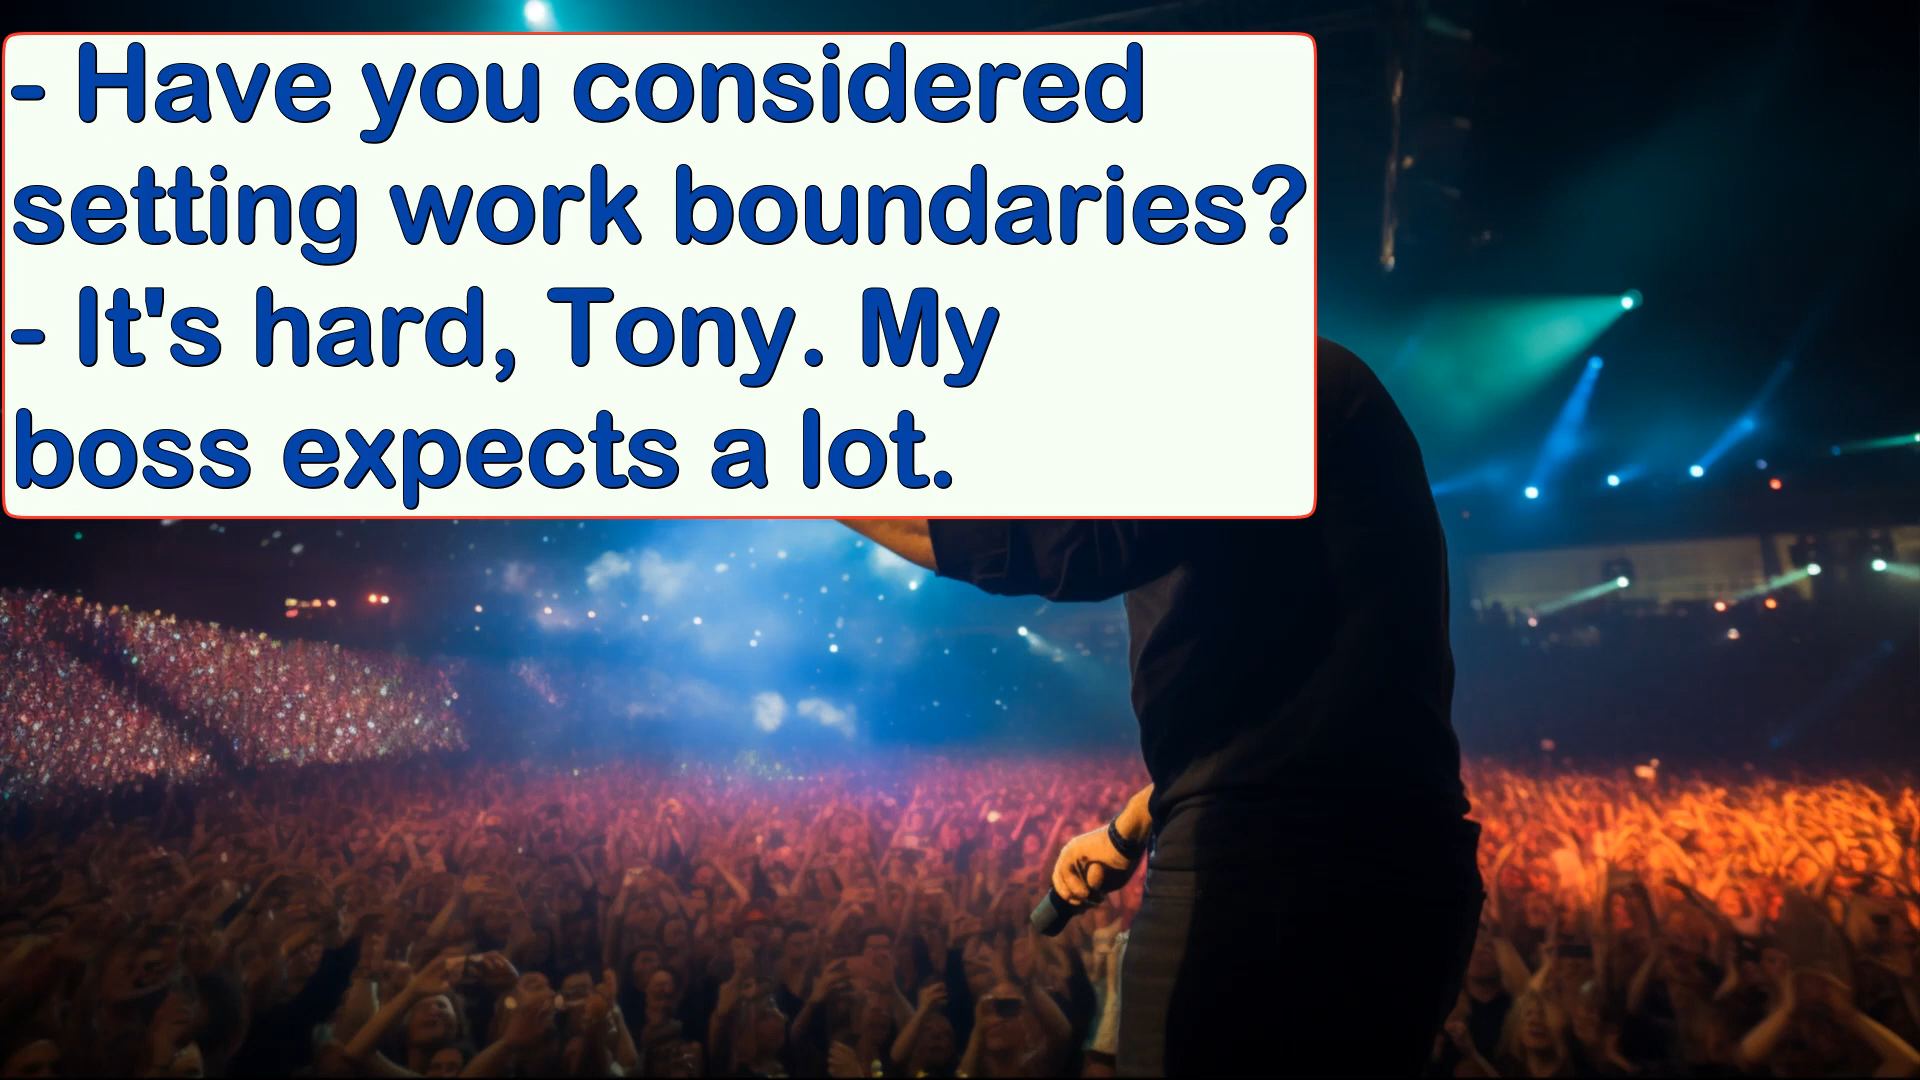 - Have you considered
setting work boundaries?
- It's hard, Tony. My
boss expects a lot.